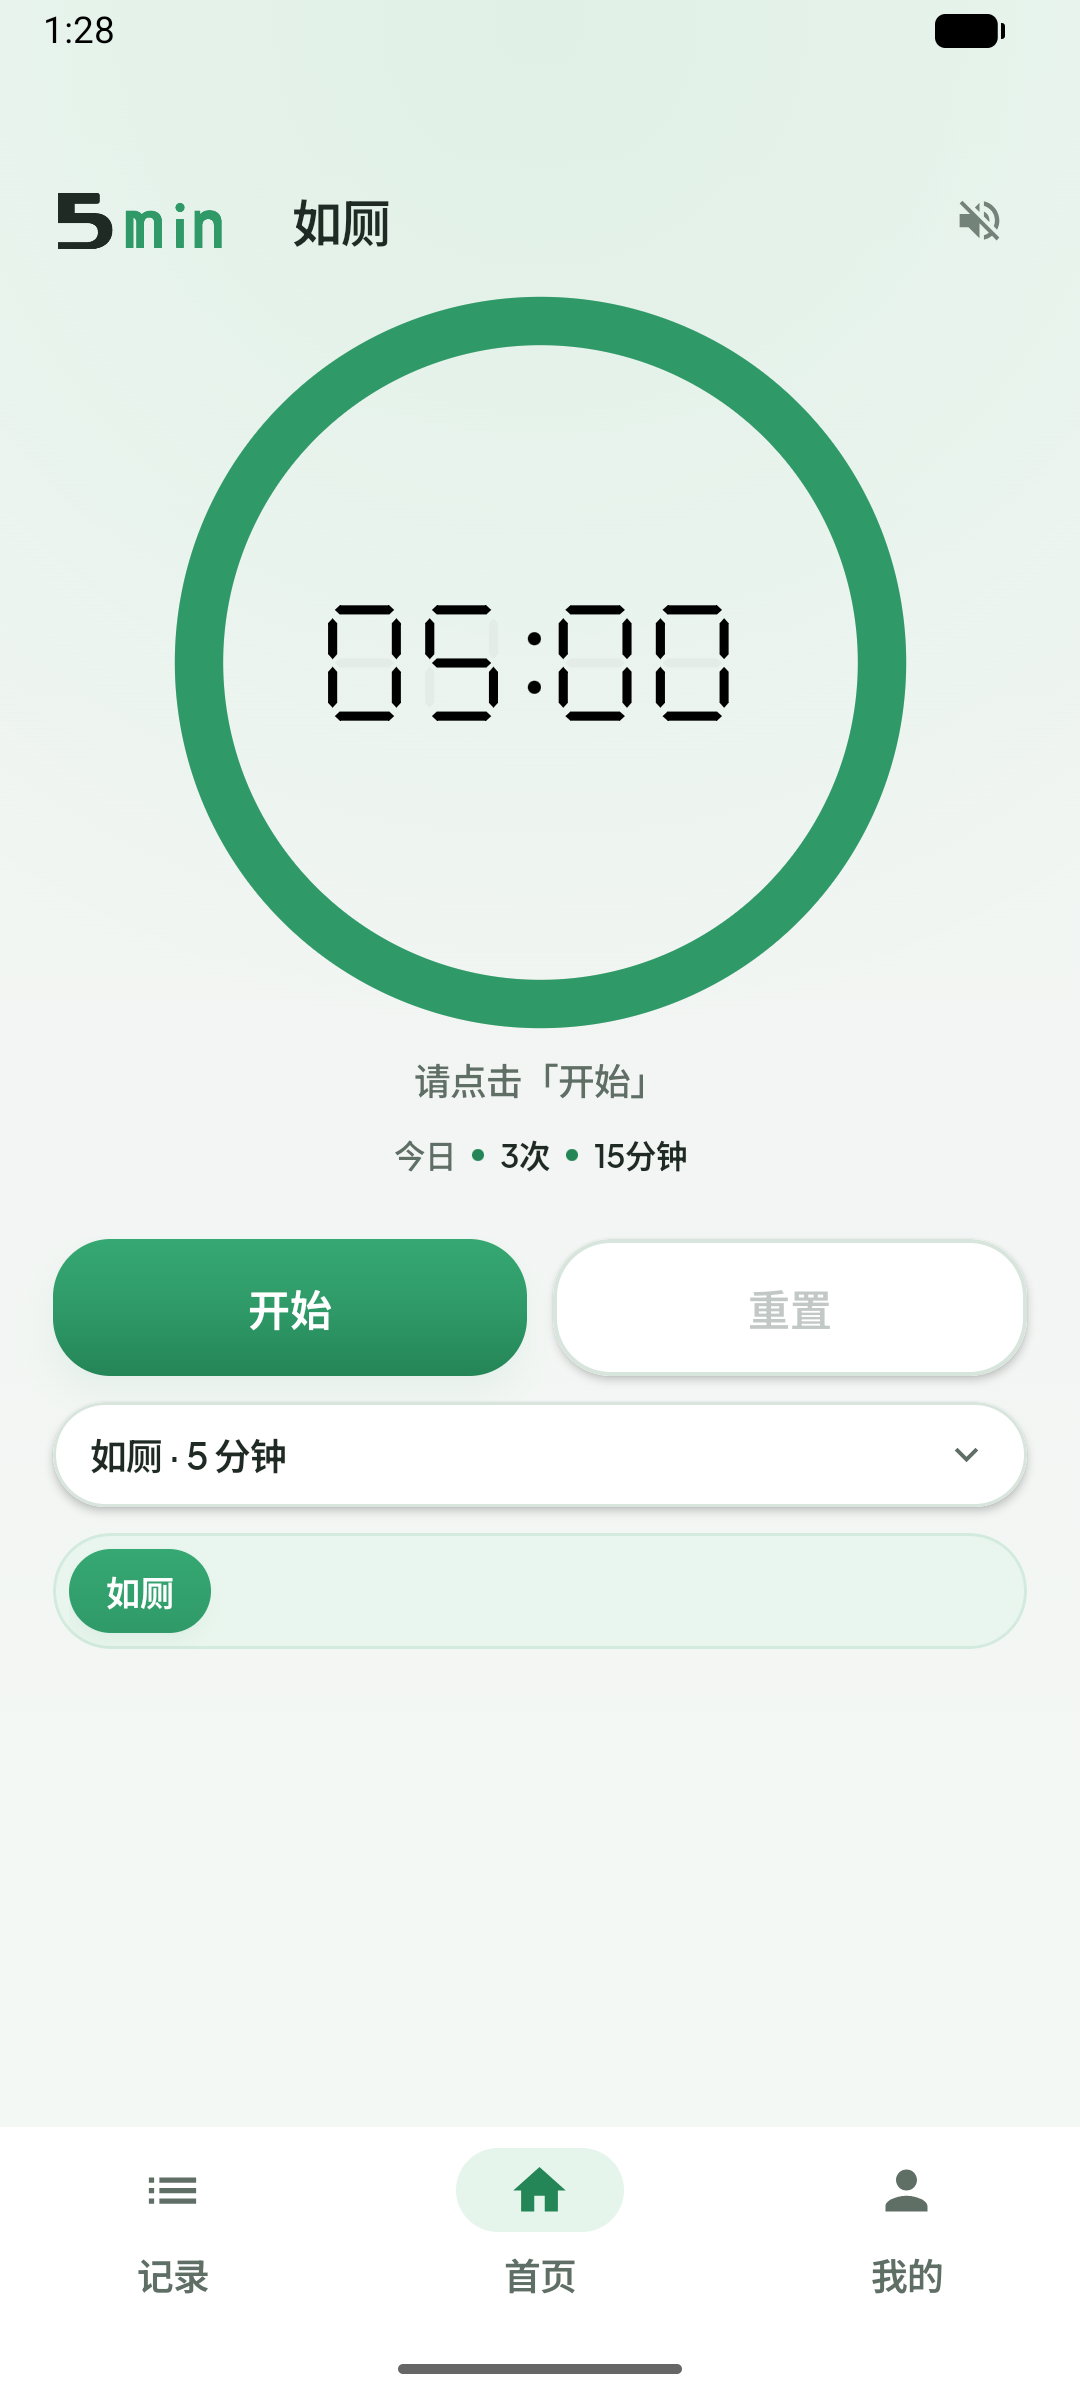 1:28
5min 如厕
05:00
请点击「开始」
今日 • 3次 • 15分钟
开始 重置
如厕 · 5 分钟
如厕
记录 首页 我的